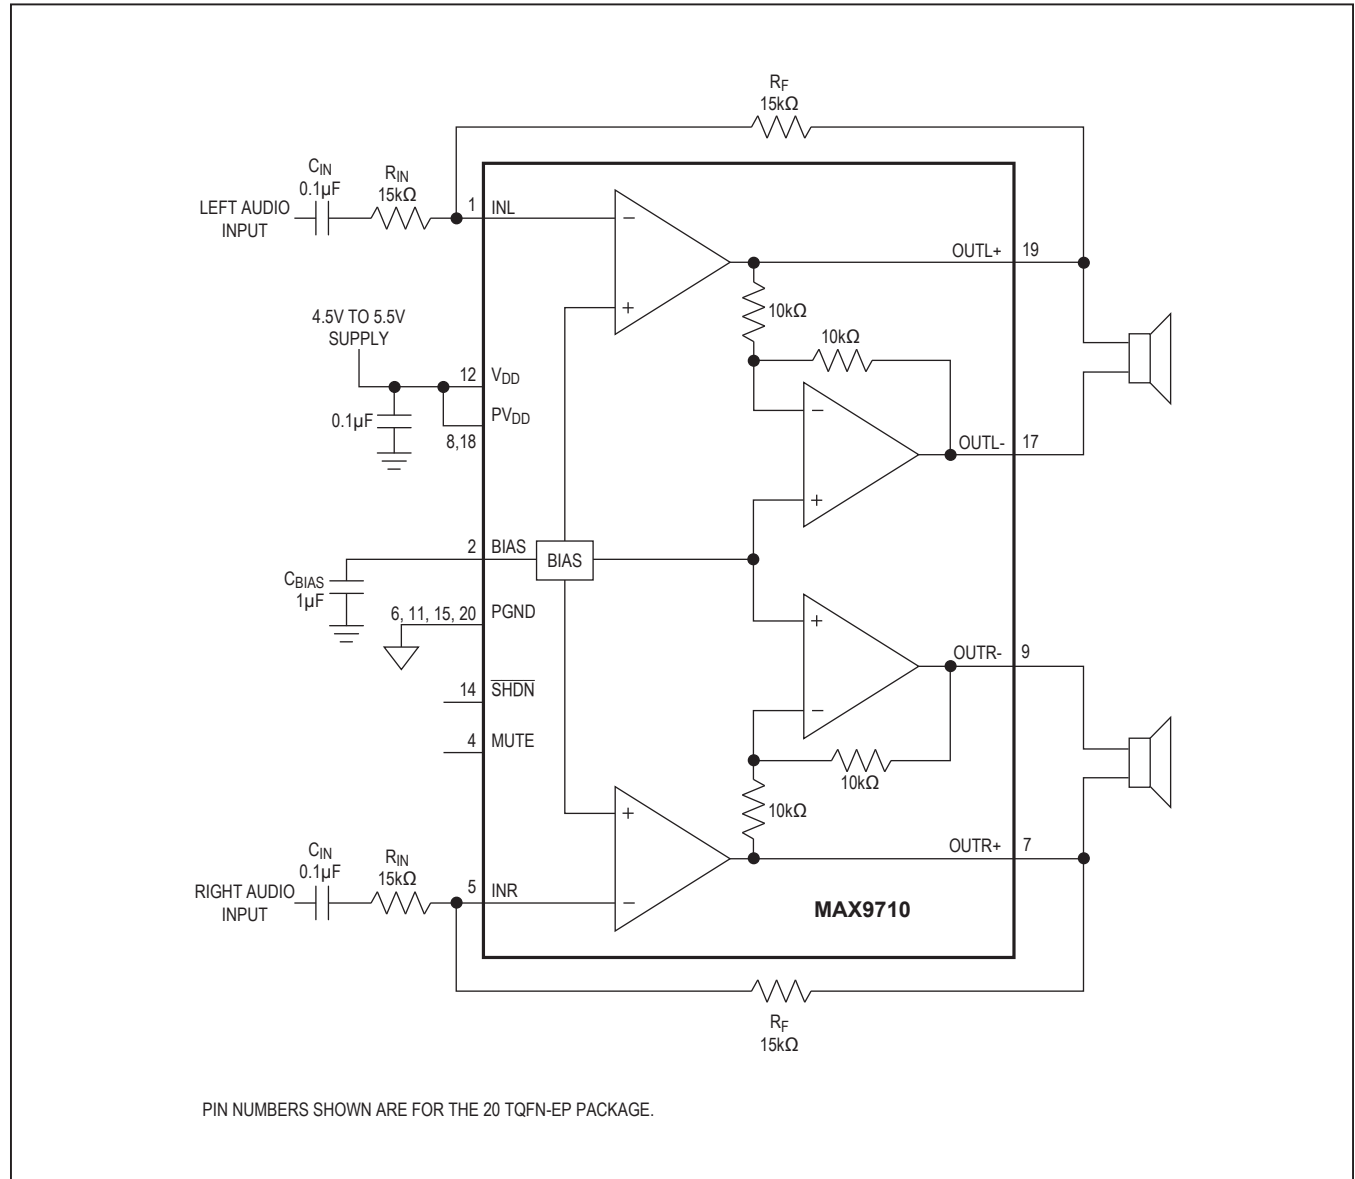 RF
15kΩ
CIN
0.1µF
RIN
15kΩ
LEFT AUDIO
INPUT
1
INL
−
+
OUTL+
19
10kΩ
10kΩ
4.5V TO 5.5V
SUPPLY
12
VDD
0.1µF
PVDD
8,18
−
+
OUTL-
17
2
BIAS
BIAS
CBIAS
1µF
6, 11, 15, 20
PGND
+
−
OUTR-
9
14
SHDN
4
MUTE
10kΩ
10kΩ
+
−
OUTR+
7
CIN
0.1µF
RIN
15kΩ
RIGHT AUDIO
INPUT
5
INR
MAX9710
RF
15kΩ
PIN NUMBERS SHOWN ARE FOR THE 20 TQFN-EP PACKAGE.